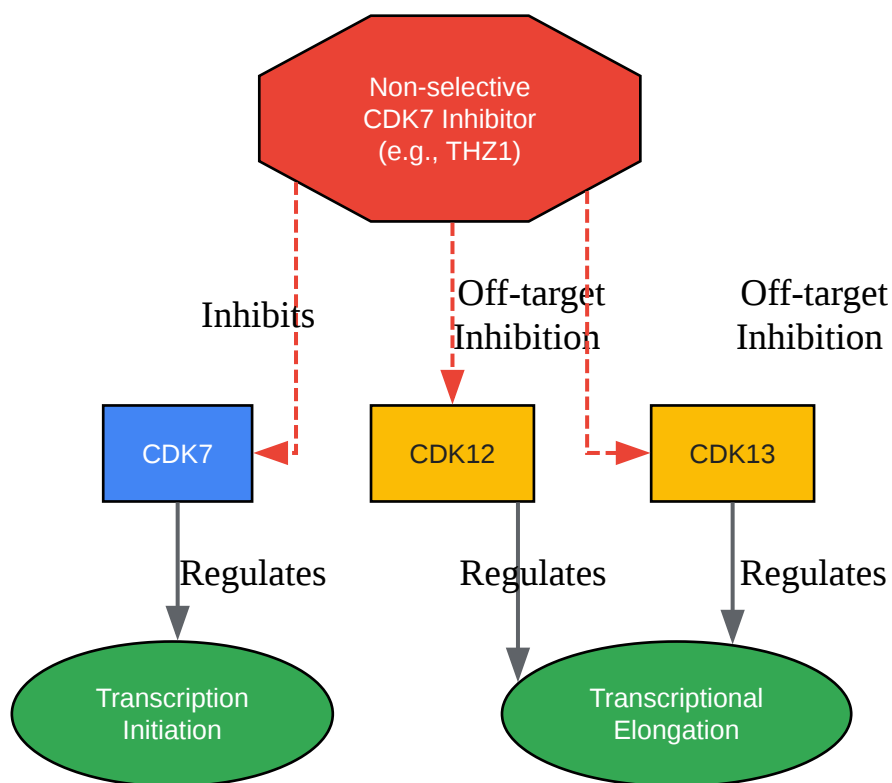 Non-selective
CDK7 Inhibitor
(e.g., THZ1)
Inhibits
Off-target
Inhibition
Off-target
Inhibition
CDK7
CDK12
CDK13
Regulates
Regulates
Regulates
Transcription
Initiation
Transcriptional
Elongation